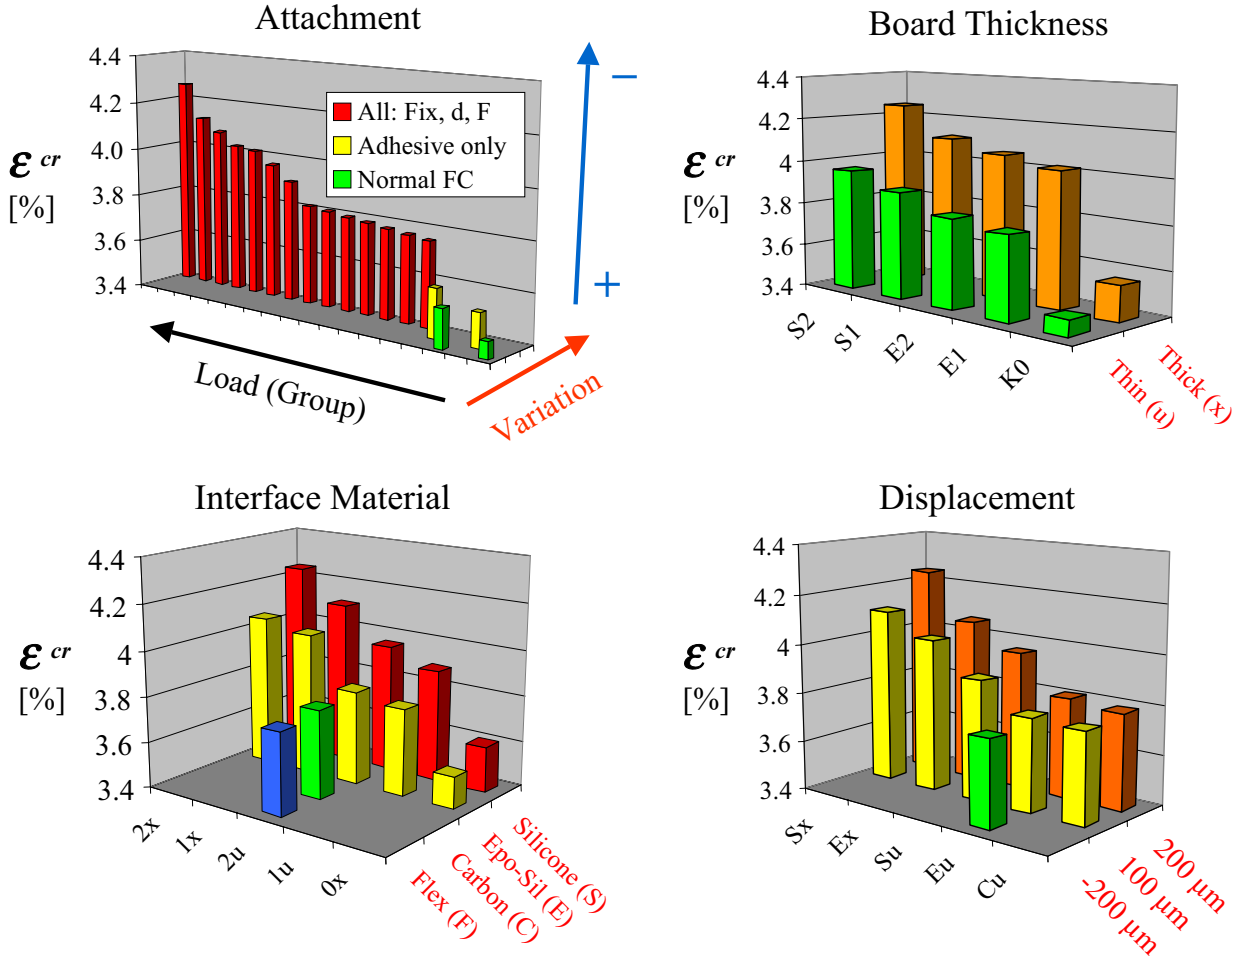 Attachment
4.4
4.2
4.0
3.8
3.6
3.4
ε cr
[%]
All: Fix, d, F
Adhesive only
Normal FC
Load (Group)
Variation
−
+
Board Thickness
4.4
4.2
4
3.8
3.6
3.4
ε cr
[%]
S2
S1
E2
E1
K0
Thin (u)
Thick (x)
Interface Material
4.4
4.2
4
3.8
3.6
3.4
ε cr
[%]
2x
1x
2u
1u
0x
Flex (F)
Carbon (C)
Epo-Sil (E)
Silicone (S)
Displacement
4.4
4.2
4
3.8
3.6
3.4
ε cr
[%]
Sx
Ex
Su
Eu
Cu
-200 µm
100 µm
200 µm